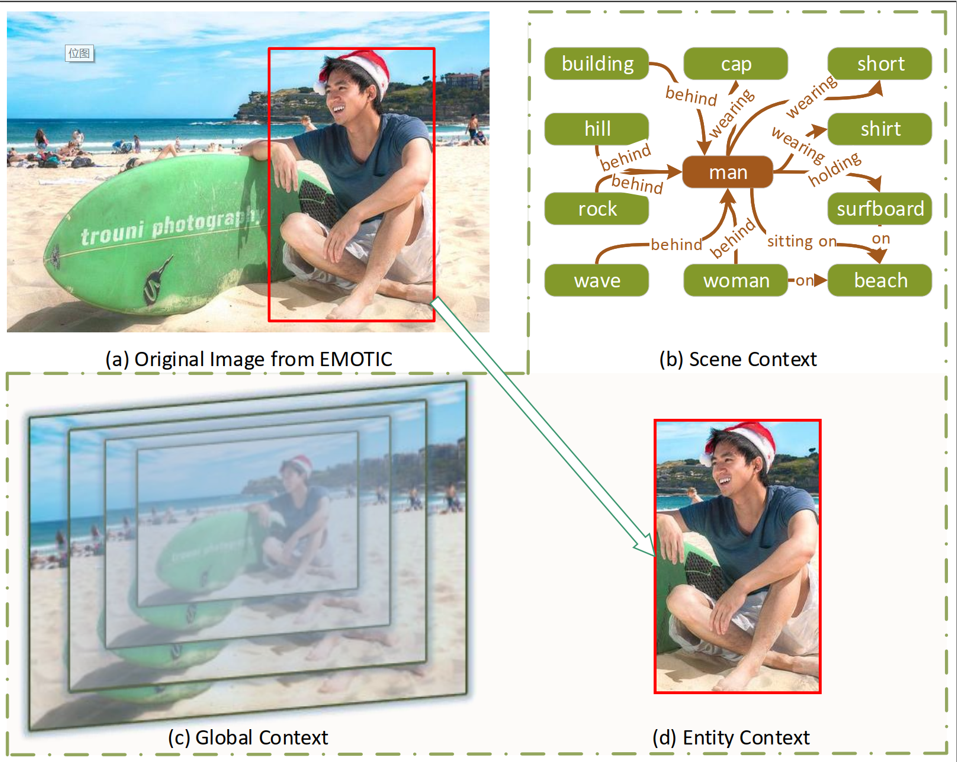 位图
trouni photography
(a) Original Image from EMOTIC
building
cap
short
behind
wearing
wearing
hill
shirt
behind
wearing
man
holding
behind
rock
surfboard
behind
behind
sitting on
on
wave
woman
on
beach
(b) Scene Context
trouni photograph
(c) Global Context
(d) Entity Context